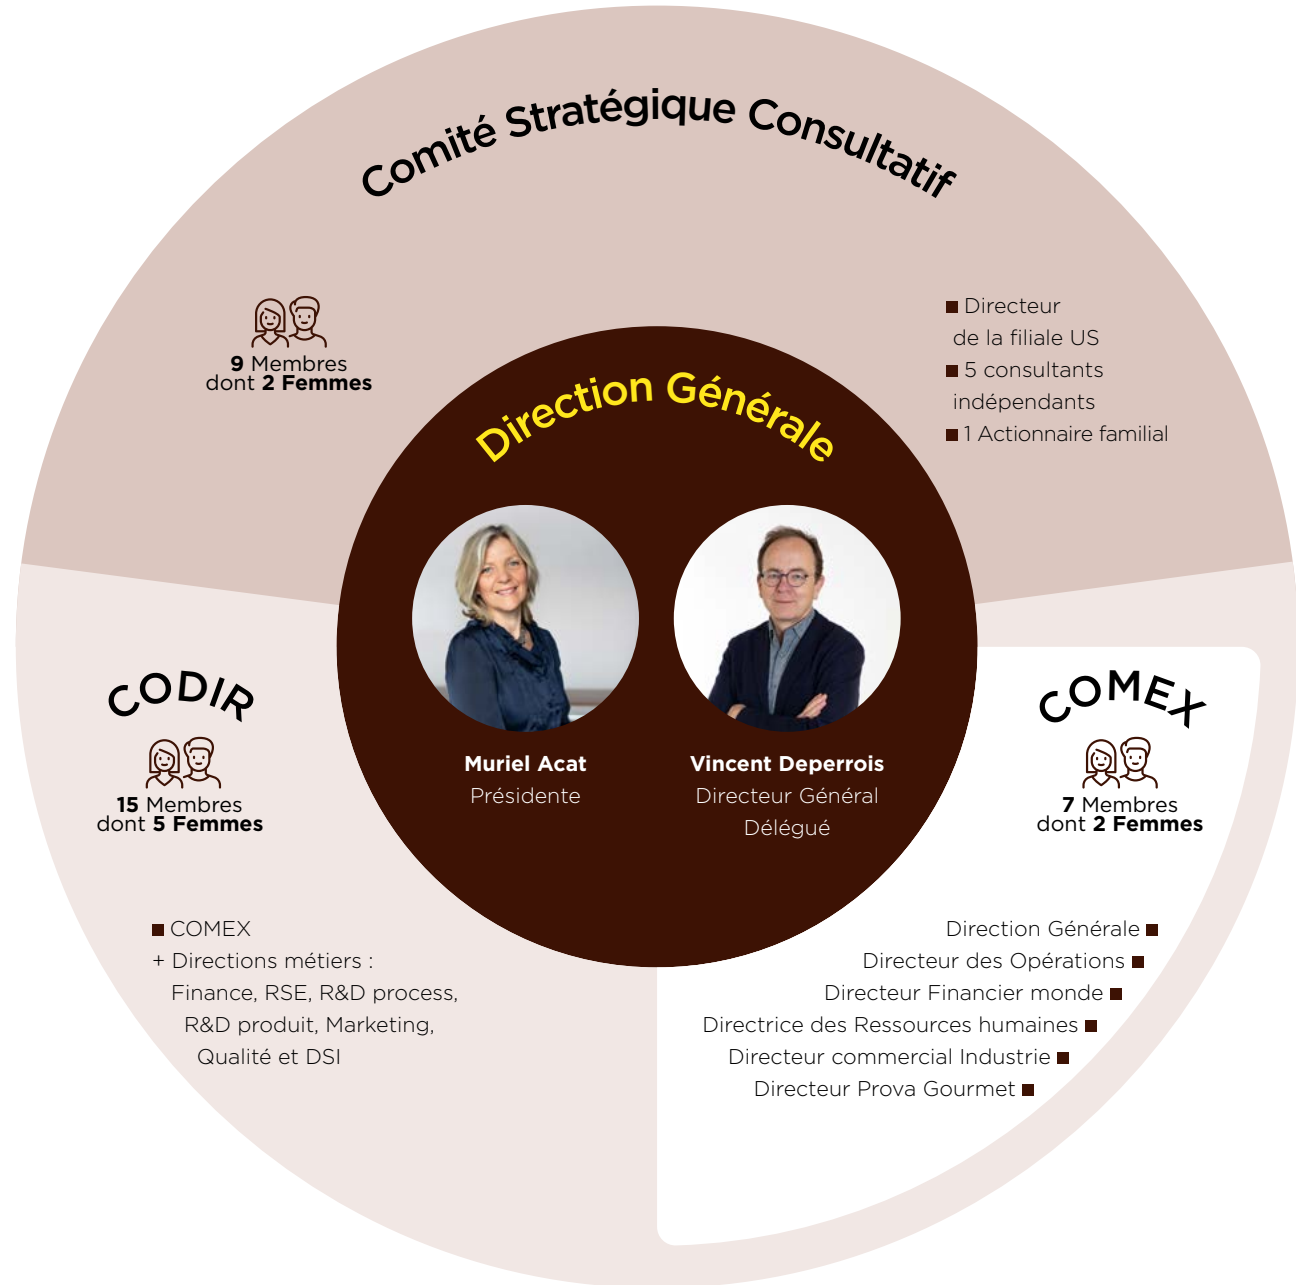 Comité Stratégique Consultatif
9 Membres
dont 2 Femmes
■ Directeur
de la filiale US
■ 5 consultants
indépendants
■ 1 Actionnaire familial
Direction Générale
Muriel Acat
Présidente
Vincent Deperrois
Directeur Général
Délégué
CODIR
15 Membres
dont 5 Femmes
■ COMEX
+ Directions métiers :
Finance, RSE, R&D process,
R&D produit, Marketing,
Qualité et DSI
COMEX
7 Membres
dont 2 Femmes
Direction Générale ■
Directeur des Opérations ■
Directeur Financier monde ■
Directrice des Ressources humaines ■
Directeur commercial Industrie ■
Directeur Prova Gourmet ■